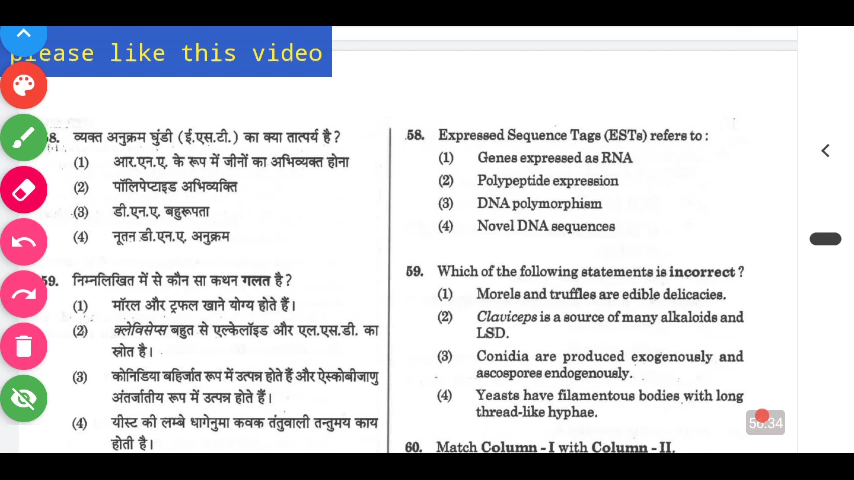 please like this video
58. व्यक्त अनुक्रम घुंडी (ई.एस.टी.) का क्या तात्पर्य है ?
(1) आर.एन.ए. के रूप में जीनों का अभिव्यक्त होना
(2) पॉलिपेप्टाइड अभिव्यक्ति
(3) डी.एन.ए. बहुरूपता
(4) नूतन डी.एन.ए. अनुक्रम
59. निम्नलिखित में से कौन सा कथन गलत है ?
(1) मॉरल और ट्रफल खाने योग्य होते हैं।
(2) क्लेविसेप्स बहुत से एल्केलॉइड और एल.एस.डी. का
स्रोत है।
(3) कोनिडिया बहिर्जात रूप में उत्पन्न होते हैं और ऐस्कोबीजाणु
अंतर्जातीय रूप में उत्पन्न होते हैं।
(4) यीस्ट की लम्बे धागेनुमा कवक तंतुवाली तन्तुमय काय
होती है।
58. Expressed Sequence Tags (ESTs) refers to :
(1) Genes expressed as RNA
(2) Polypeptide expression
(3) DNA polymorphism
(4) Novel DNA sequences
59. Which of the following statements is incorrect ?
(1) Morels and truffles are edible delicacies.
(2) Claviceps is a source of many alkaloids and
LSD.
(3) Conidia are produced exogenously and
ascospores endogenously.
(4) Yeasts have filamentous bodies with long
thread-like hyphae.
60. Match Column - I with Column - II.